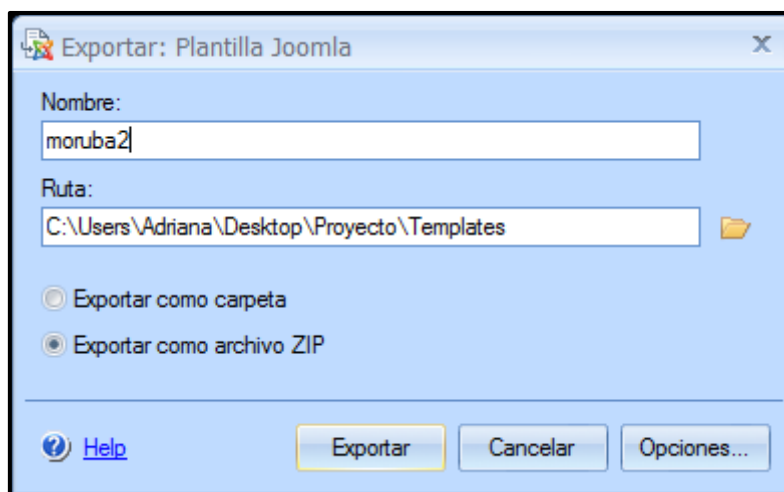 Exportar: Plantilla Joomla
Nombre:
moruba2
Ruta:
C:\Users\Adriana\Desktop\Proyecto\Templates
Exportar como carpeta
Exportar como archivo ZIP
Help Exportar Cancelar Opciones...